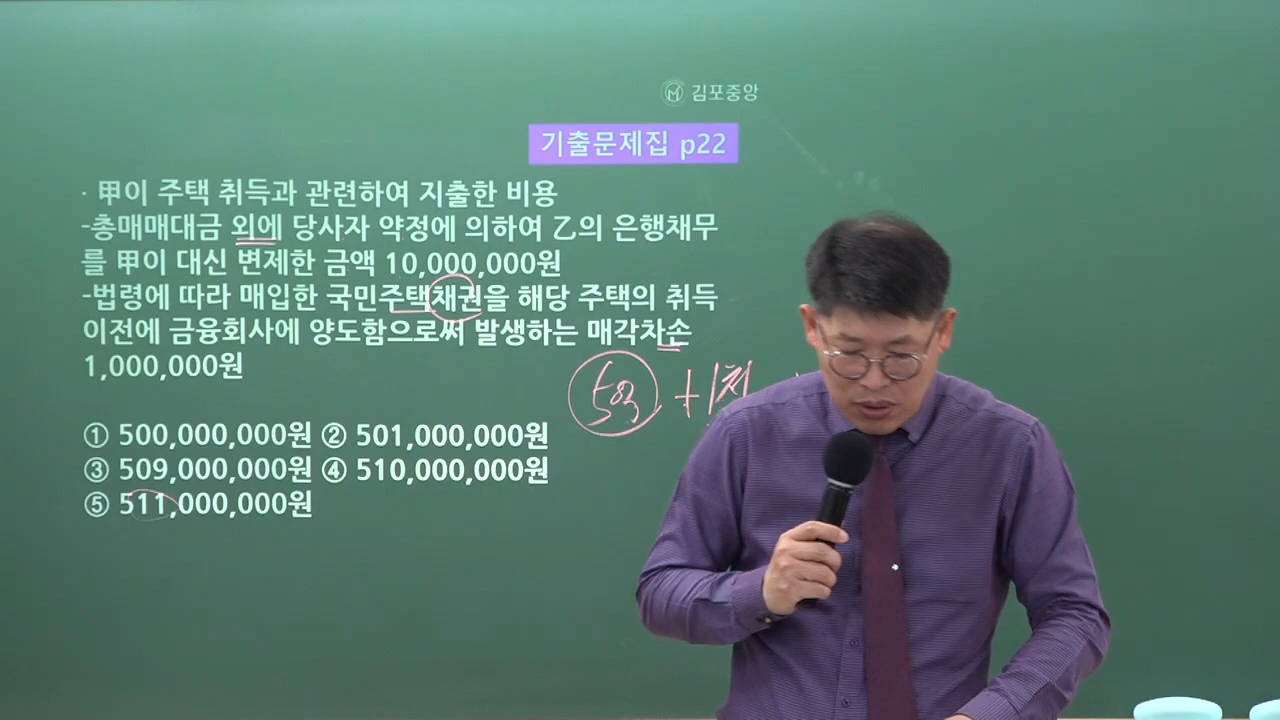 김포중앙
기출문제집 p22
· 甲이 주택 취득과 관련하여 지출한 비용
-총매매대금 외에 당사자 약정에 의하여 乙의 은행채무
를 甲이 대신 변제한 금액 10,000,000원
-법령에 따라 매입한 국민주택채권을 해당 주택의 취득
이전에 금융회사에 양도함으로써 발생하는 매각차손
1,000,000원
5억 + 1천
① 500,000,000원 ② 501,000,000원
③ 509,000,000원 ④ 510,000,000원
⑤ 511,000,000원